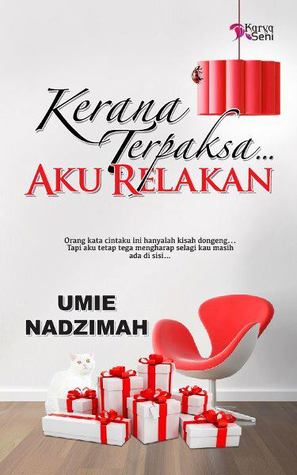 Karya
Seni
Kerana
Terpaksa...
AKU RELAKAN
Orang kata cintaku ini hanyalah kisah dongeng...
Tapi aku tetap tega mengharap selagi kau masih
ada di sisi...
UMIE
NADZIMAH